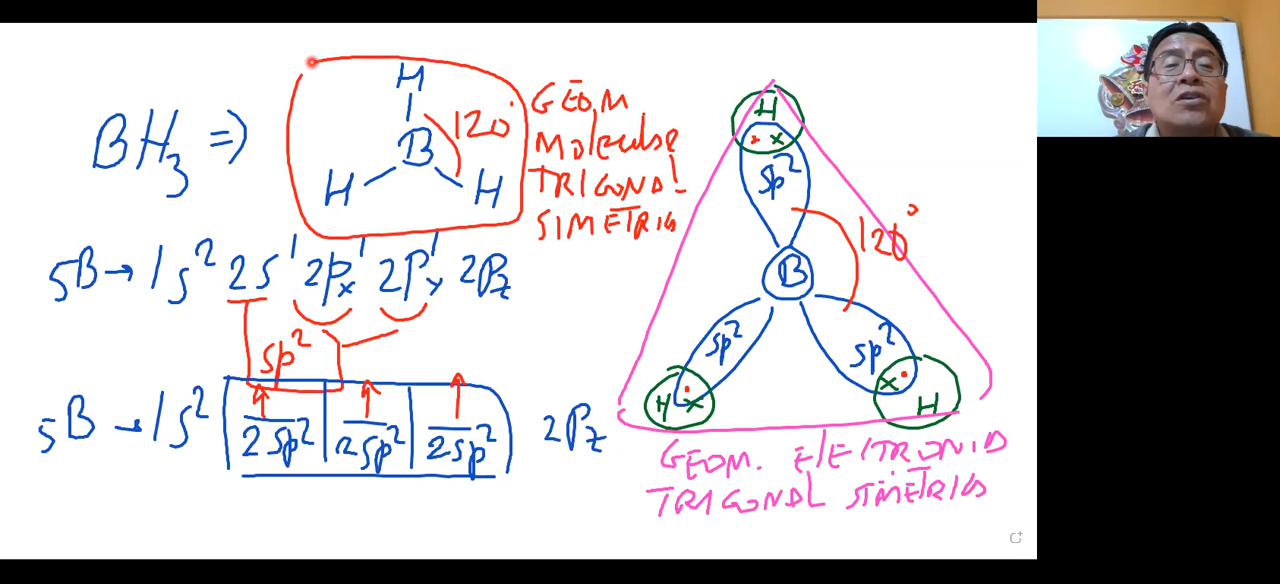 BH₃ ⇒
H
B
H H
120°
GEOM
MOLECULAR
TRIGONAL
SIMETRICA
₅B → 1s² 2s¹ 2Px¹ 2Py¹ 2Pz
sp²
₅B → 1s² 2sp² 2sp² 2sp² 2Pz
H
• x
sp²
120°
B
sp² sp²
H • x
x • H
GEOM. ELECTRONICA
TRIGONAL SIMETRICA